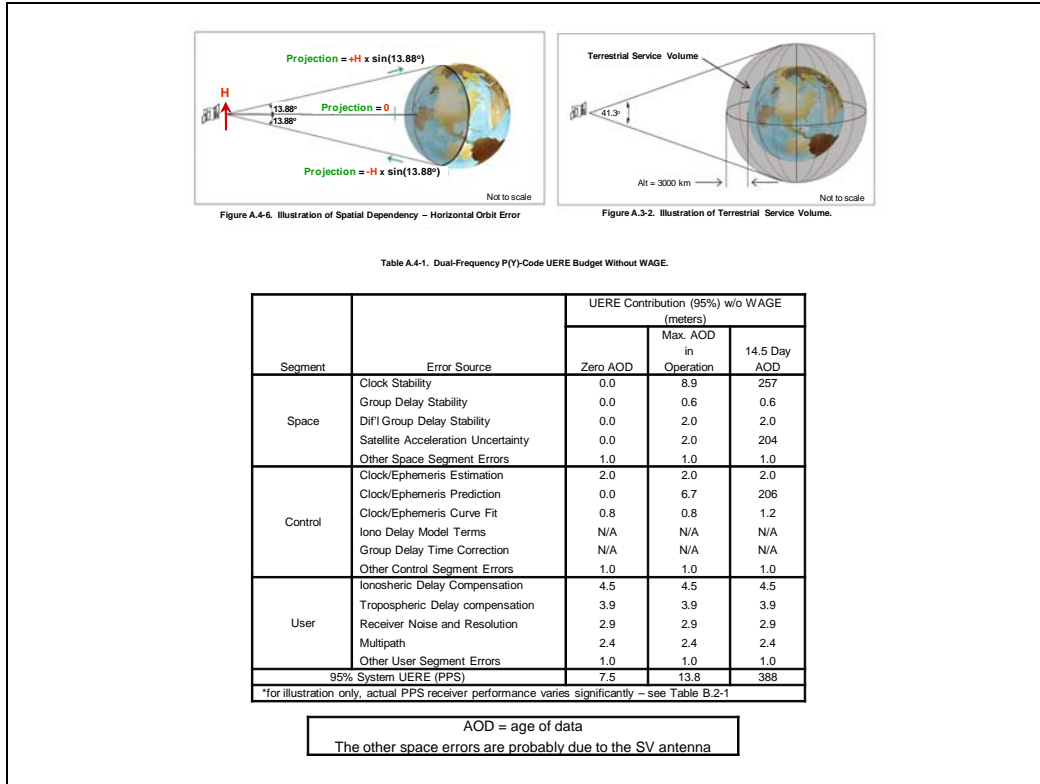 Projection = +H x sin(13.88º)
H
13.88º
13.88º
Projection = 0
Projection = -H x sin(13.88º)
Not to scale
Figure A.4-6. Illustration of Spatial Dependency – Horizontal Orbit Error
Terrestrial Service Volume
41.3º
Alt = 3000 km
Not to scale
Figure A.3-2. Illustration of Terrestrial Service Volume.
Table A.4-1. Dual-Frequency P(Y)-Code UERE Budget Without WAGE.
UERE Contribution (95%) w/o WAGE
(meters)
Segment Error Source Zero AOD Max. AOD in Operation 14.5 Day AOD
Space
Clock Stability 0.0 8.9 257
Group Delay Stability 0.0 0.6 0.6
Dif'l Group Delay Stability 0.0 2.0 2.0
Satellite Acceleration Uncertainty 0.0 2.0 204
Other Space Segment Errors 1.0 1.0 1.0
Control
Clock/Ephemeris Estimation 2.0 2.0 2.0
Clock/Ephemeris Prediction 0.0 6.7 206
Clock/Ephemeris Curve Fit 0.8 0.8 1.2
Iono Delay Model Terms N/A N/A N/A
Group Delay Time Correction N/A N/A N/A
Other Control Segment Errors 1.0 1.0 1.0
User
Ionosheric Delay Compensation 4.5 4.5 4.5
Tropospheric Delay compensation 3.9 3.9 3.9
Receiver Noise and Resolution 2.9 2.9 2.9
Multipath 2.4 2.4 2.4
Other User Segment Errors 1.0 1.0 1.0
95% System UERE (PPS) 7.5 13.8 388
*for illustration only, actual PPS receiver performance varies significantly – see Table B.2-1
AOD = age of data
The other space errors are probably due to the SV antenna